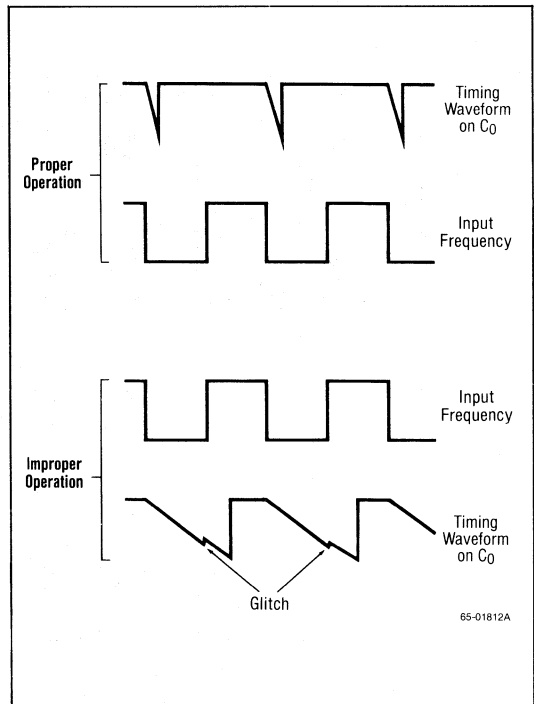 Timing
Waveform
on C0
Proper
Operation
Input
Frequency
Input
Frequency
Improper
Operation
Timing
Waveform
on C0
Glitch
65-01812A